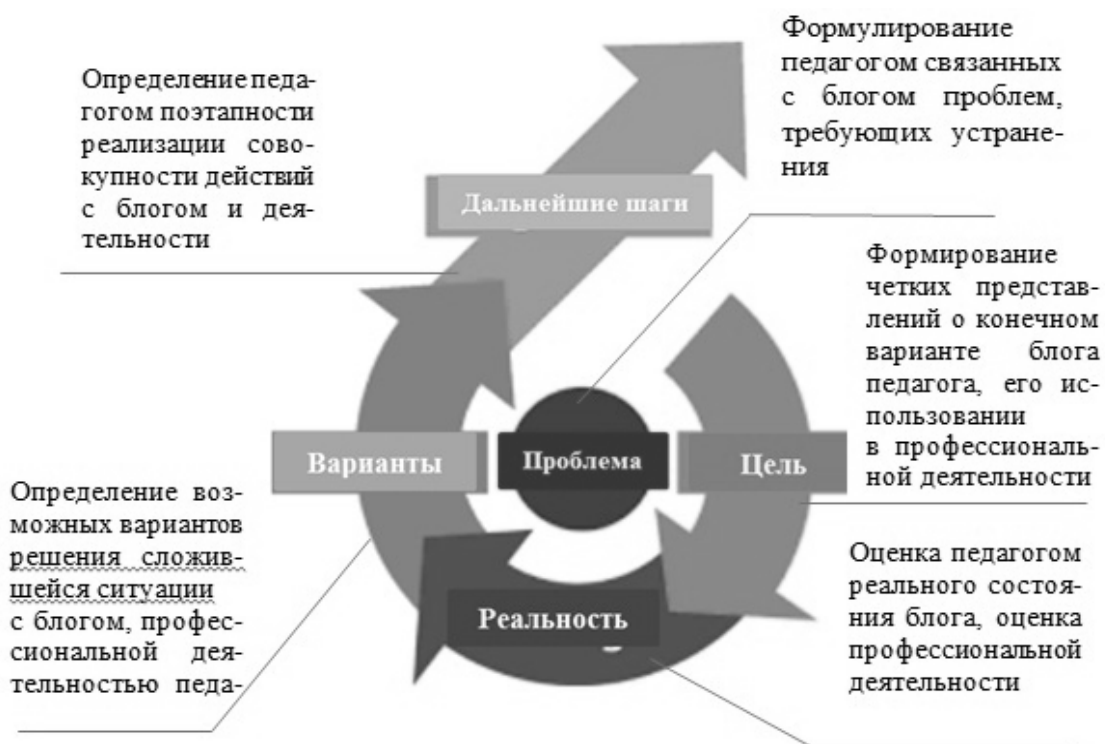 Формулирование
педагогом связанных
с блогом проблем,
требующих устране-
ния
Определение педа-
гогом поэтапности
реализации сово-
купности действий
с блогом и дея-
тельности
Дальнейшие шаги
Формирование
четких представ-
лений о конечном
варианте блога
педагога, его ис-
пользовании
в профессиональ-
ной деятельности
Варианты
Проблема
Цель
Определение воз-
можных вариантов
решения сложив-
шейся ситуации
с блогом, профес-
сиональной дея-
тельностью педа-
Оценка педагогом
реального состоя-
ния блога, оценка
профессиональной
деятельности
Реальность